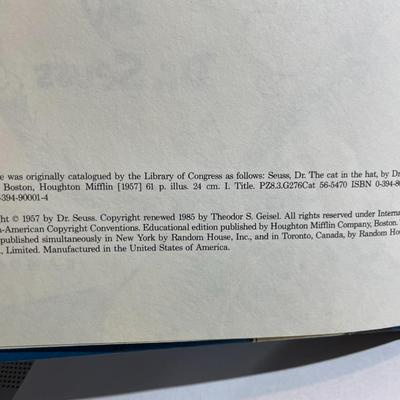 e was originally catalogued by the Library of Congress as follows: Seuss, Dr. The cat in the hat, by Dr.
Boston, Houghton Mifflin [1957] 61 p. illus. 24 cm. I. Title. PZ8.3.G276Cat 56-5470 ISBN 0-394-80
-394-90001-4
ght © 1957 by Dr. Seuss. Copyright renewed 1985 by Theodor S. Geisel. All rights reserved under Interna
-American Copyright Conventions. Educational edition published by Houghton Mifflin Company, Boston.
published simultaneously in New York by Random House, Inc., and in Toronto, Canada, by Random Hou
., Limited. Manufactured in the United States of America.